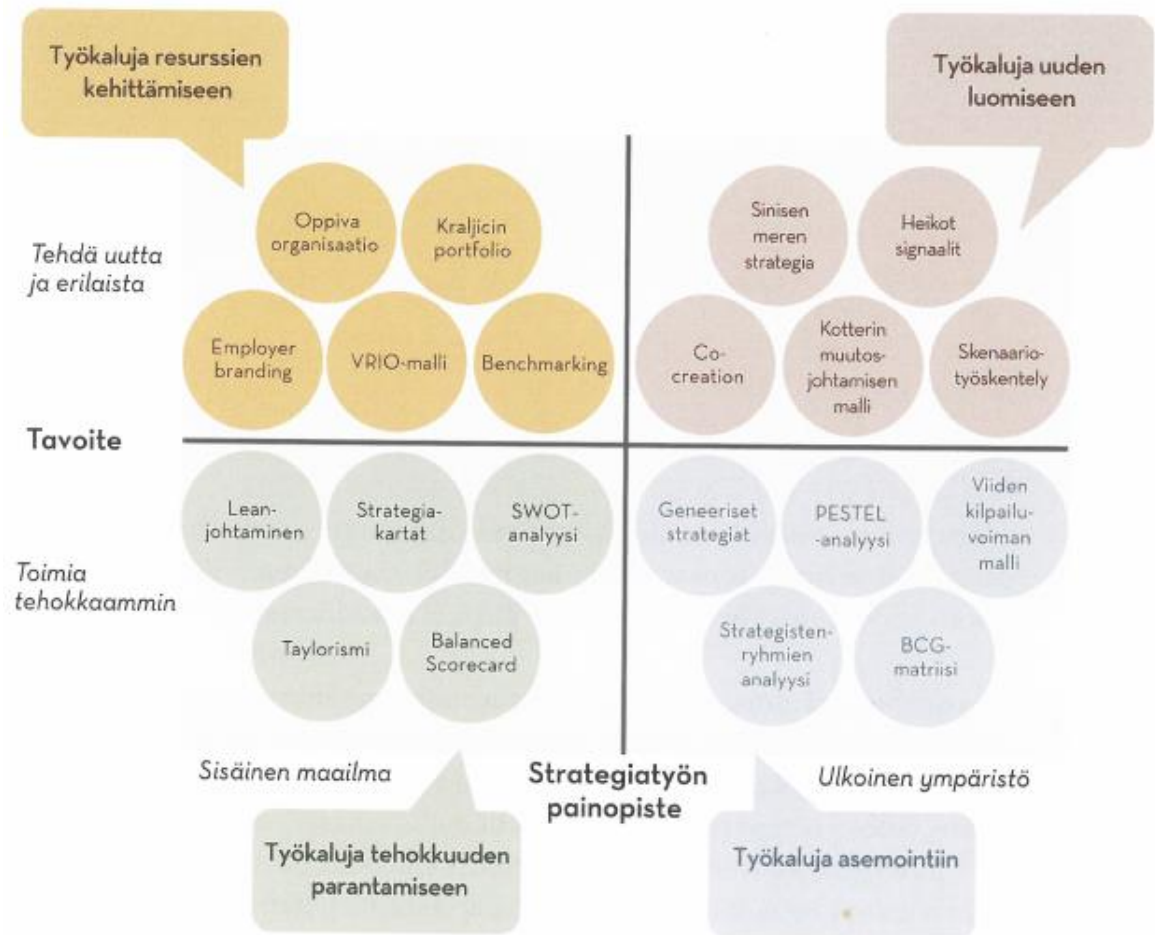 Työkaluja resurssien
kehittämiseen
Työkaluja uuden
luomiseen
Tehdä uutta
ja erilaista
Oppiva
organisaatio
Kraljicin
portfolio
Sinisen
meren
strategia
Heikot
signaalit
Employer
branding
VRIO-malli
Benchmarking
Co-
creation
Kotterin
muutos-
johtamisen
malli
Skenaario-
työskentely
Tavoite
Toimia
tehokkaammin
Lean-
johtaminen
Strategia-
kartat
SWOT-
analyysi
Geneeriset
strategiat
PESTEL
-analyysi
Viiden
kilpailu-
voiman
malli
Taylorismi
Balanced
Scorecard
Strategisten-
ryhmien
analyysi
BCG-
matriisi
Sisäinen maailma
Strategiatyön
painopiste
Ulkoinen ympäristö
Työkaluja tehokkuuden
parantamiseen
Työkaluja asemointiin